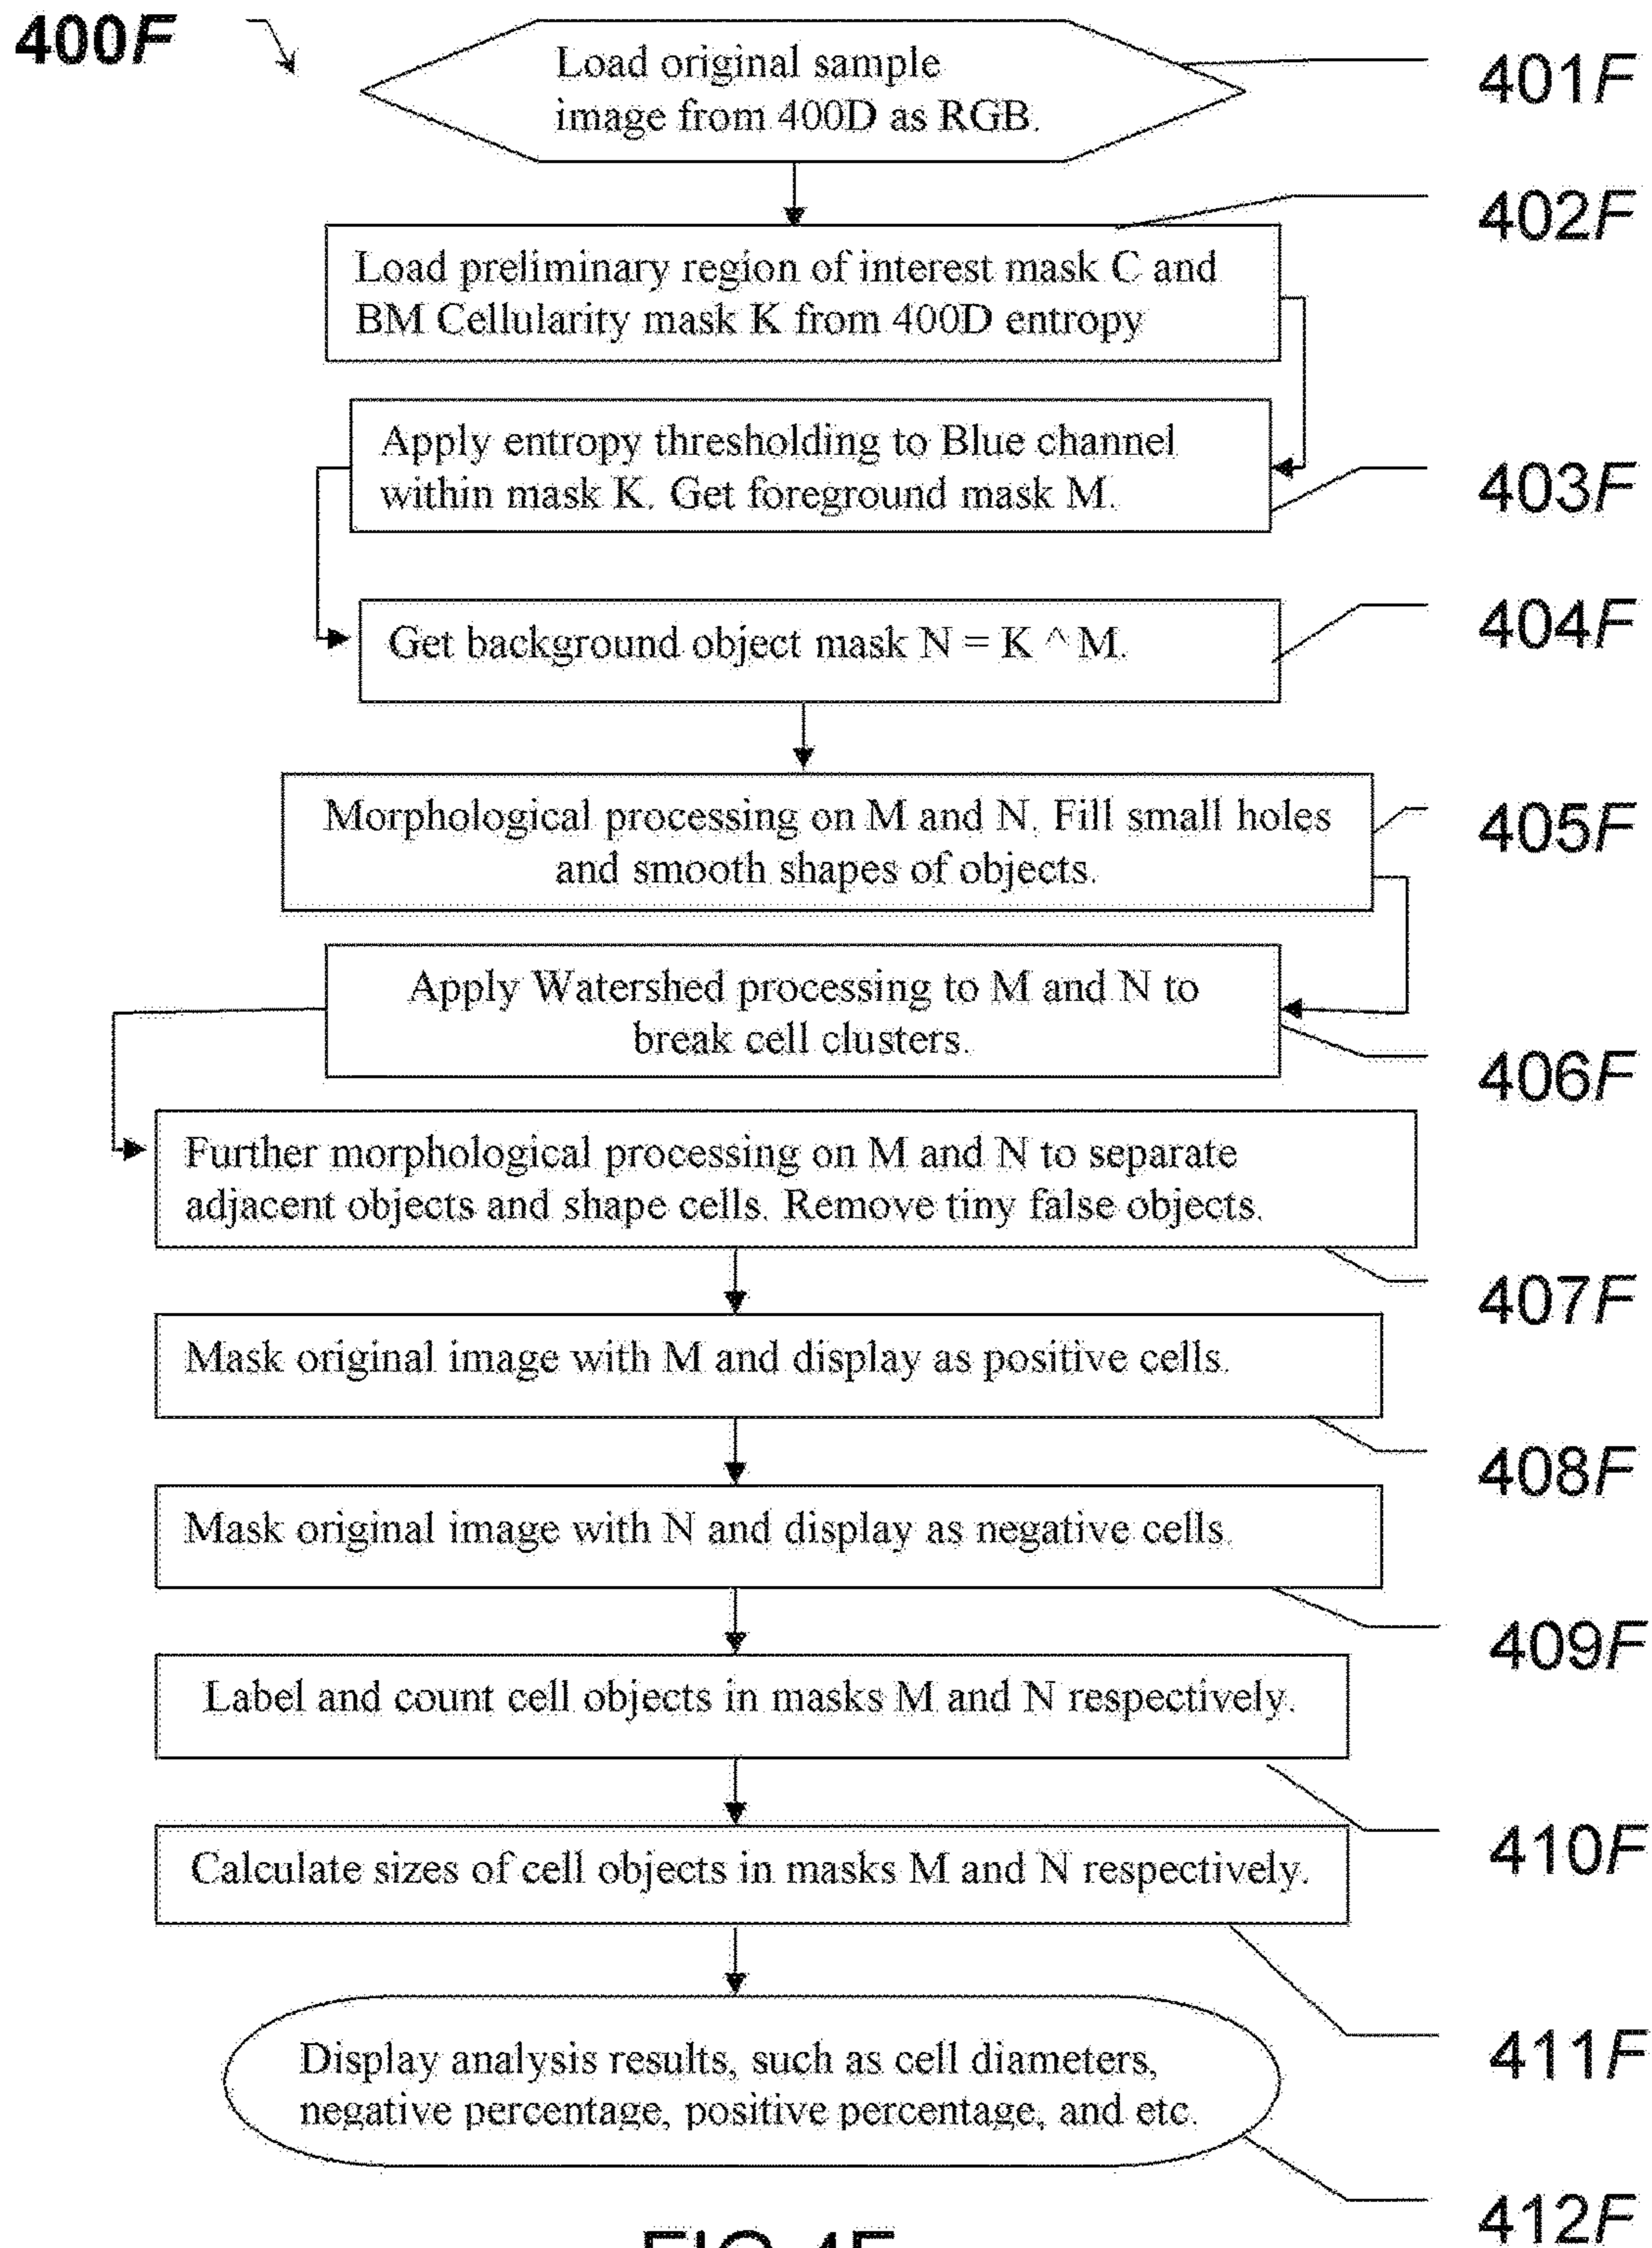 400F
Load original sample
image from 400D as RGB.
401F
402F
Load preliminary region of interest mask C and
BM Cellularity mask K from 400D entropy
Apply entropy thresholding to Blue channel
within mask K. Get foreground mask M.
403F
Get background object mask N = K ^ M.
404F
Morphological processing on M and N. Fill small holes
and smooth shapes of objects.
405F
Apply Watershed processing to M and N to
break cell clusters.
406F
Further morphological processing on M and N to separate
adjacent objects and shape cells. Remove tiny false objects.
407F
Mask original image with M and display as positive cells.
408F
Mask original image with N and display as negative cells.
409F
Label and count cell objects in masks M and N respectively.
410F
Calculate sizes of cell objects in masks M and N respectively.
411F
Display analysis results, such as cell diameters,
negative percentage, positive percentage, and etc.
412F